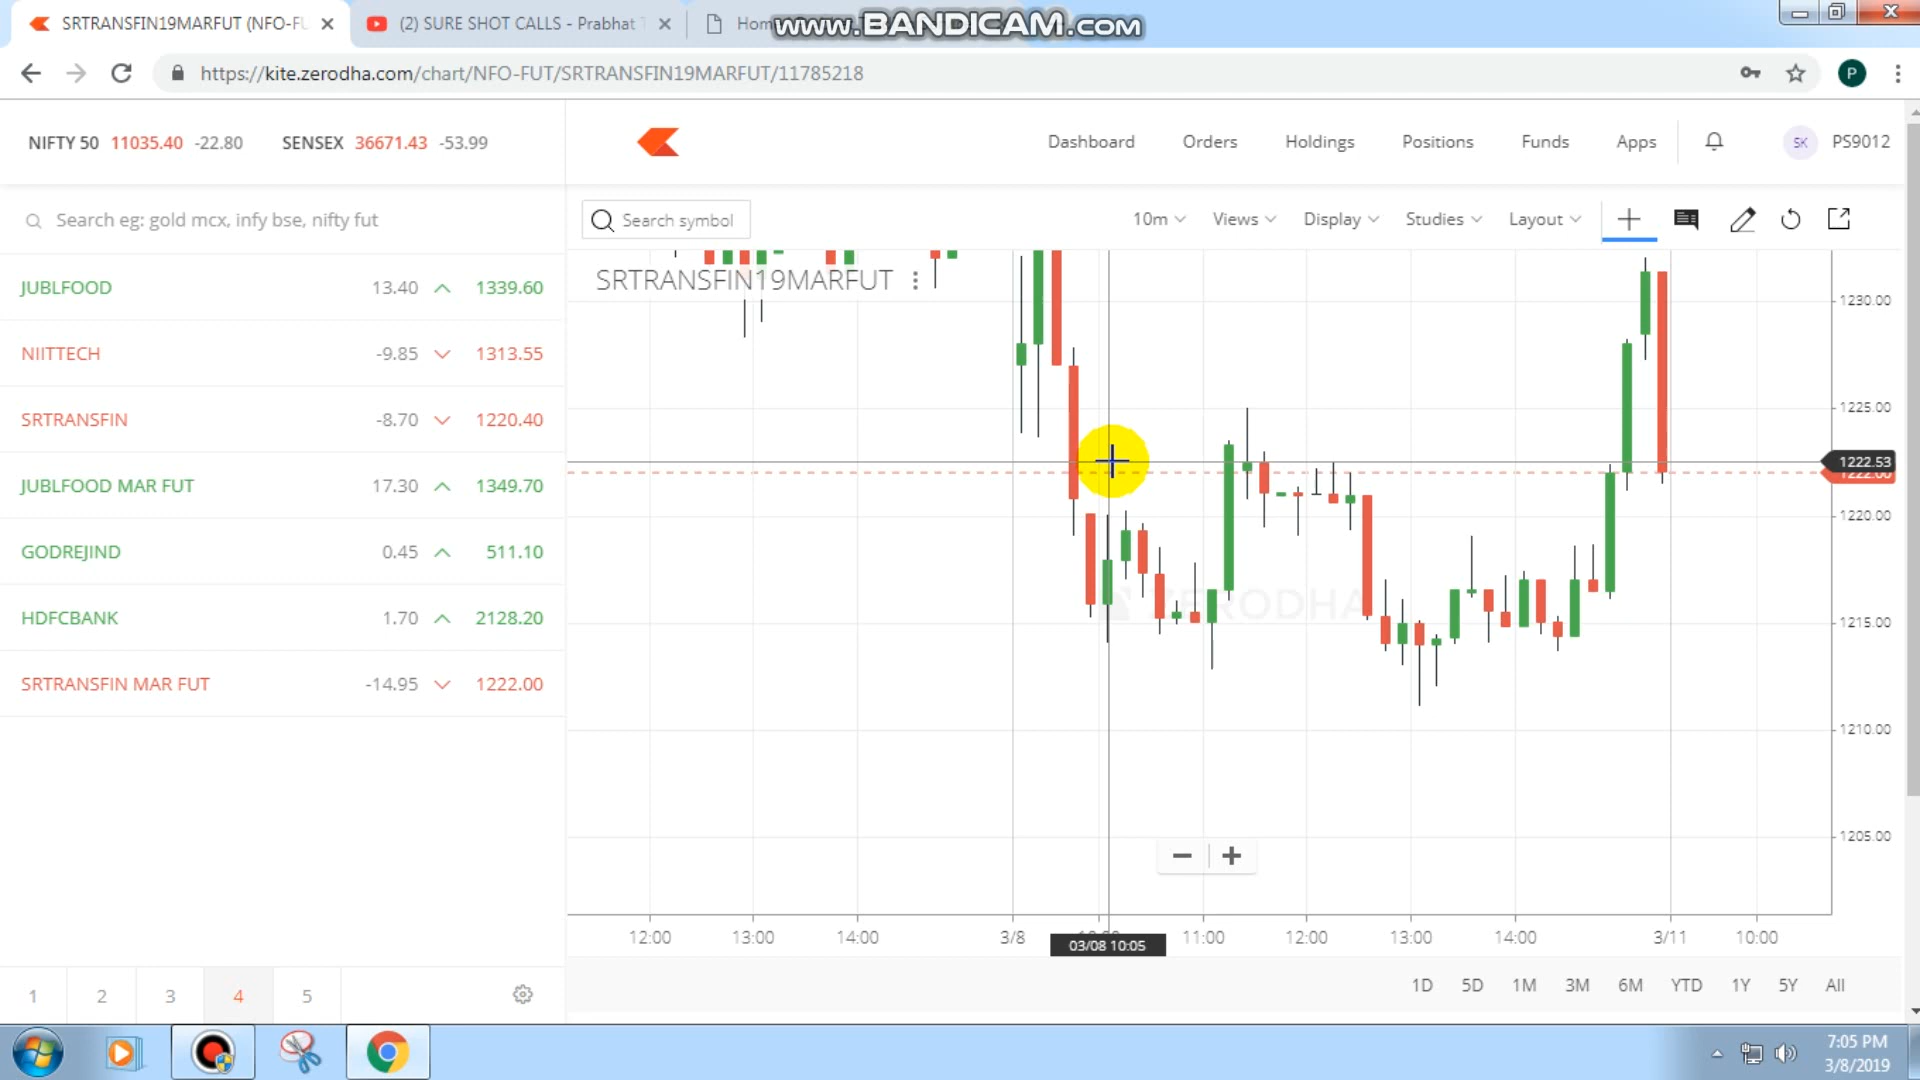 SRTRANSFIN19MARFUT (NFO-FU
(2) SURE SHOT CALLS - Prabhat T
Hom
www.BANDICAM.com
https://kite.zerodha.com/chart/NFO-FUT/SRTRANSFIN19MARFUT/11785218
P
NIFTY 50 11035.40 -22.80 SENSEX 36671.43 -53.99
Dashboard Orders Holdings Positions Funds Apps SK PS9012
Search eg: gold mcx, infy bse, nifty fut
Search symbol 10m Views Display Studies Layout
SRTRANSFIN19MARFUT
JUBLFOOD 13.40 1339.60
NIITTECH -9.85 1313.55
SRTRANSFIN -8.70 1220.40
JUBLFOOD MAR FUT 17.30 1349.70
GODREJIND 0.45 511.10
HDFCBANK 1.70 2128.20
SRTRANSFIN MAR FUT -14.95 1222.00
1230.00
1225.00
1222.53
1222.00
1220.00
1215.00
1210.00
1205.00
ZERODHA
12:00 13:00 14:00 3/8 11:00 12:00 13:00 14:00 3/11 10:00
03/08 10:05
1D 5D 1M 3M 6M YTD 1Y 5Y All
1 2 3 4 5
7:05 PM
3/8/2019